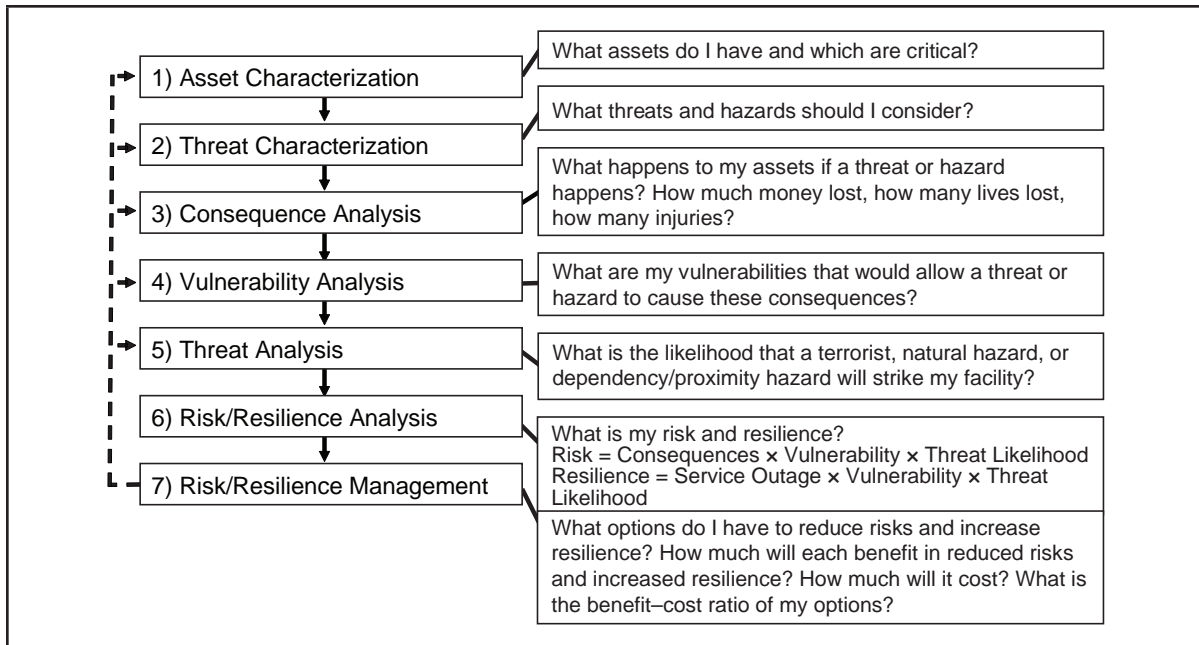 1) Asset Characterization
What assets do I have and which are critical?
2) Threat Characterization
What threats and hazards should I consider?
3) Consequence Analysis
What happens to my assets if a threat or hazard
happens? How much money lost, how many lives lost,
how many injuries?
4) Vulnerability Analysis
What are my vulnerabilities that would allow a threat or
hazard to cause these consequences?
5) Threat Analysis
What is the likelihood that a terrorist, natural hazard, or
dependency/proximity hazard will strike my facility?
6) Risk/Resilience Analysis
What is my risk and resilience?
Risk = Consequences × Vulnerability × Threat Likelihood
Resilience = Service Outage × Vulnerability × Threat
Likelihood
7) Risk/Resilience Management
What options do I have to reduce risks and increase
resilience? How much will each benefit in reduced risks
and increased resilience? How much will it cost? What is
the benefit–cost ratio of my options?